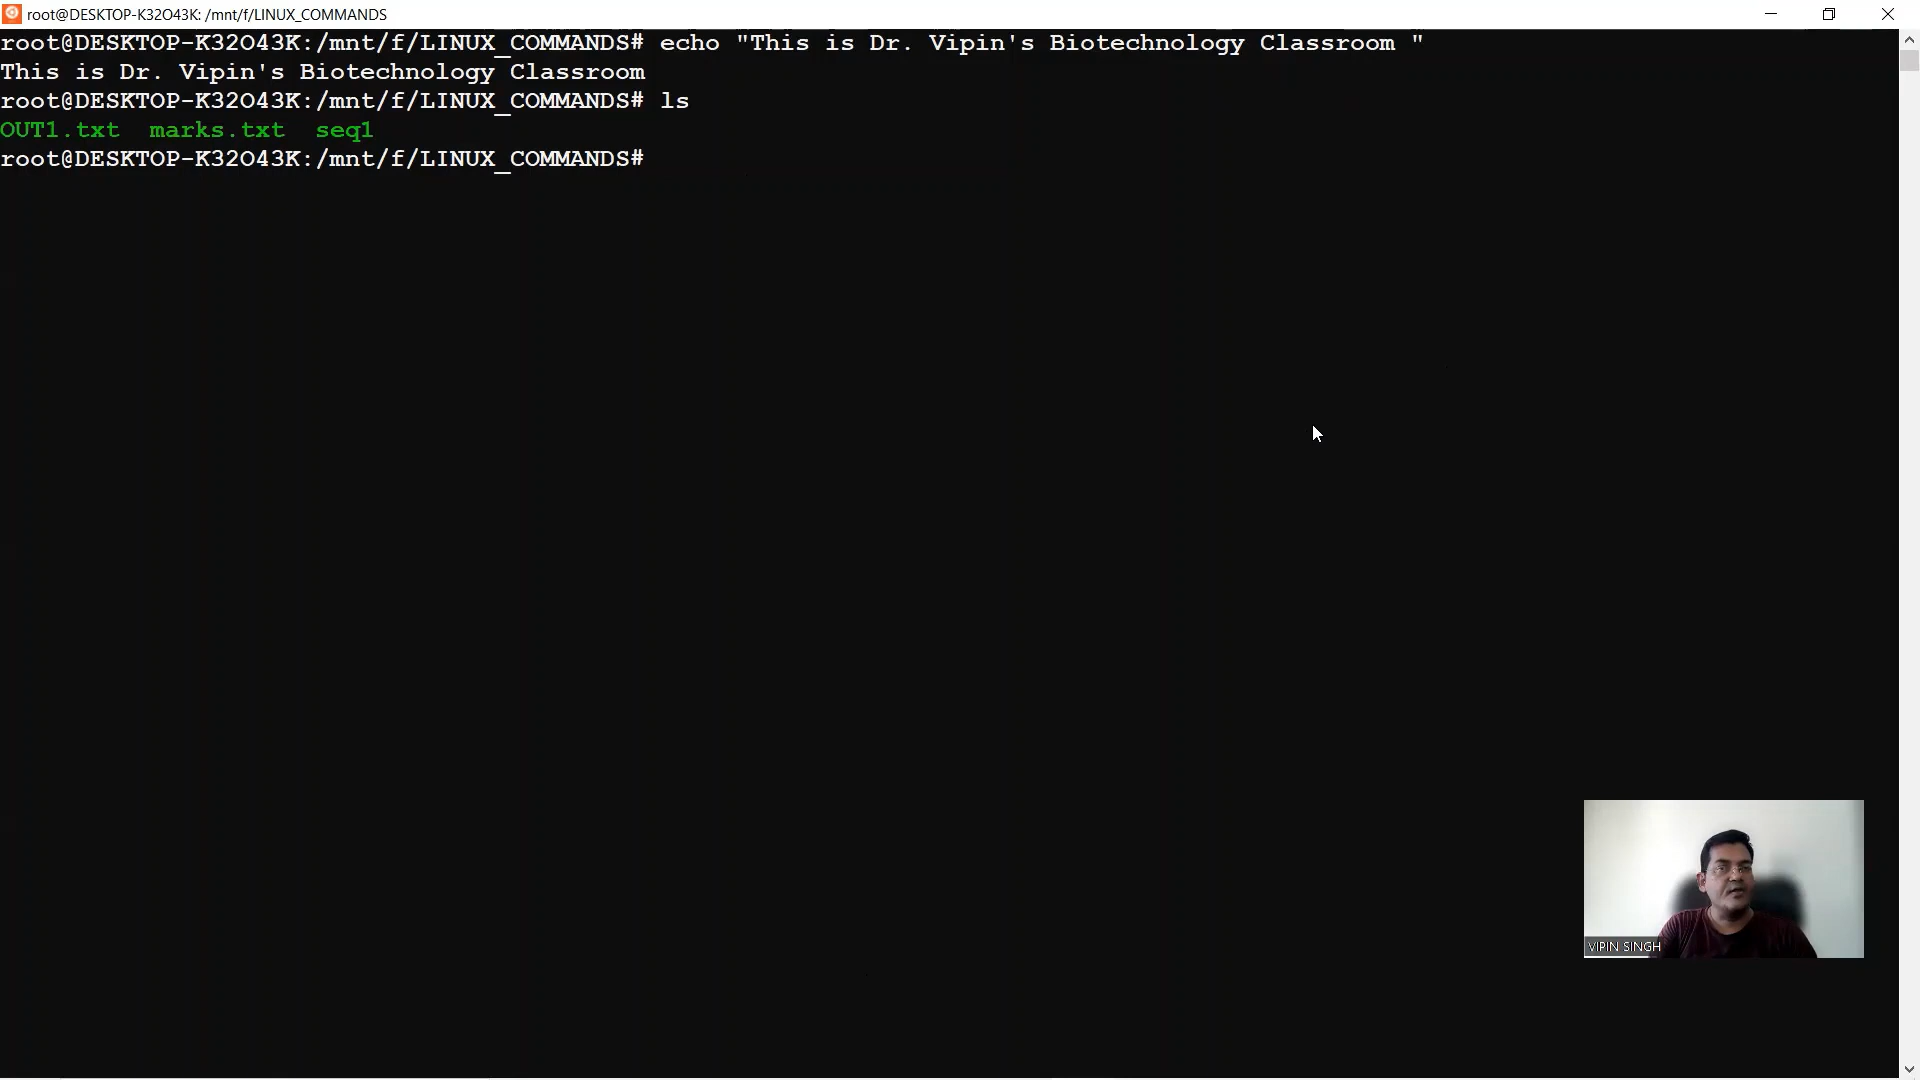 root@DESKTOP-K32O43K: /mnt/f/LINUX_COMMANDS
root@DESKTOP-K32O43K:/mnt/f/LINUX_COMMANDS# echo "This is Dr. Vipin's Biotechnology Classroom "
This is Dr. Vipin's Biotechnology Classroom
root@DESKTOP-K32O43K:/mnt/f/LINUX_COMMANDS# ls
OUT1.txt  marks.txt  seq1
root@DESKTOP-K32O43K:/mnt/f/LINUX_COMMANDS#
VIPIN SINGH